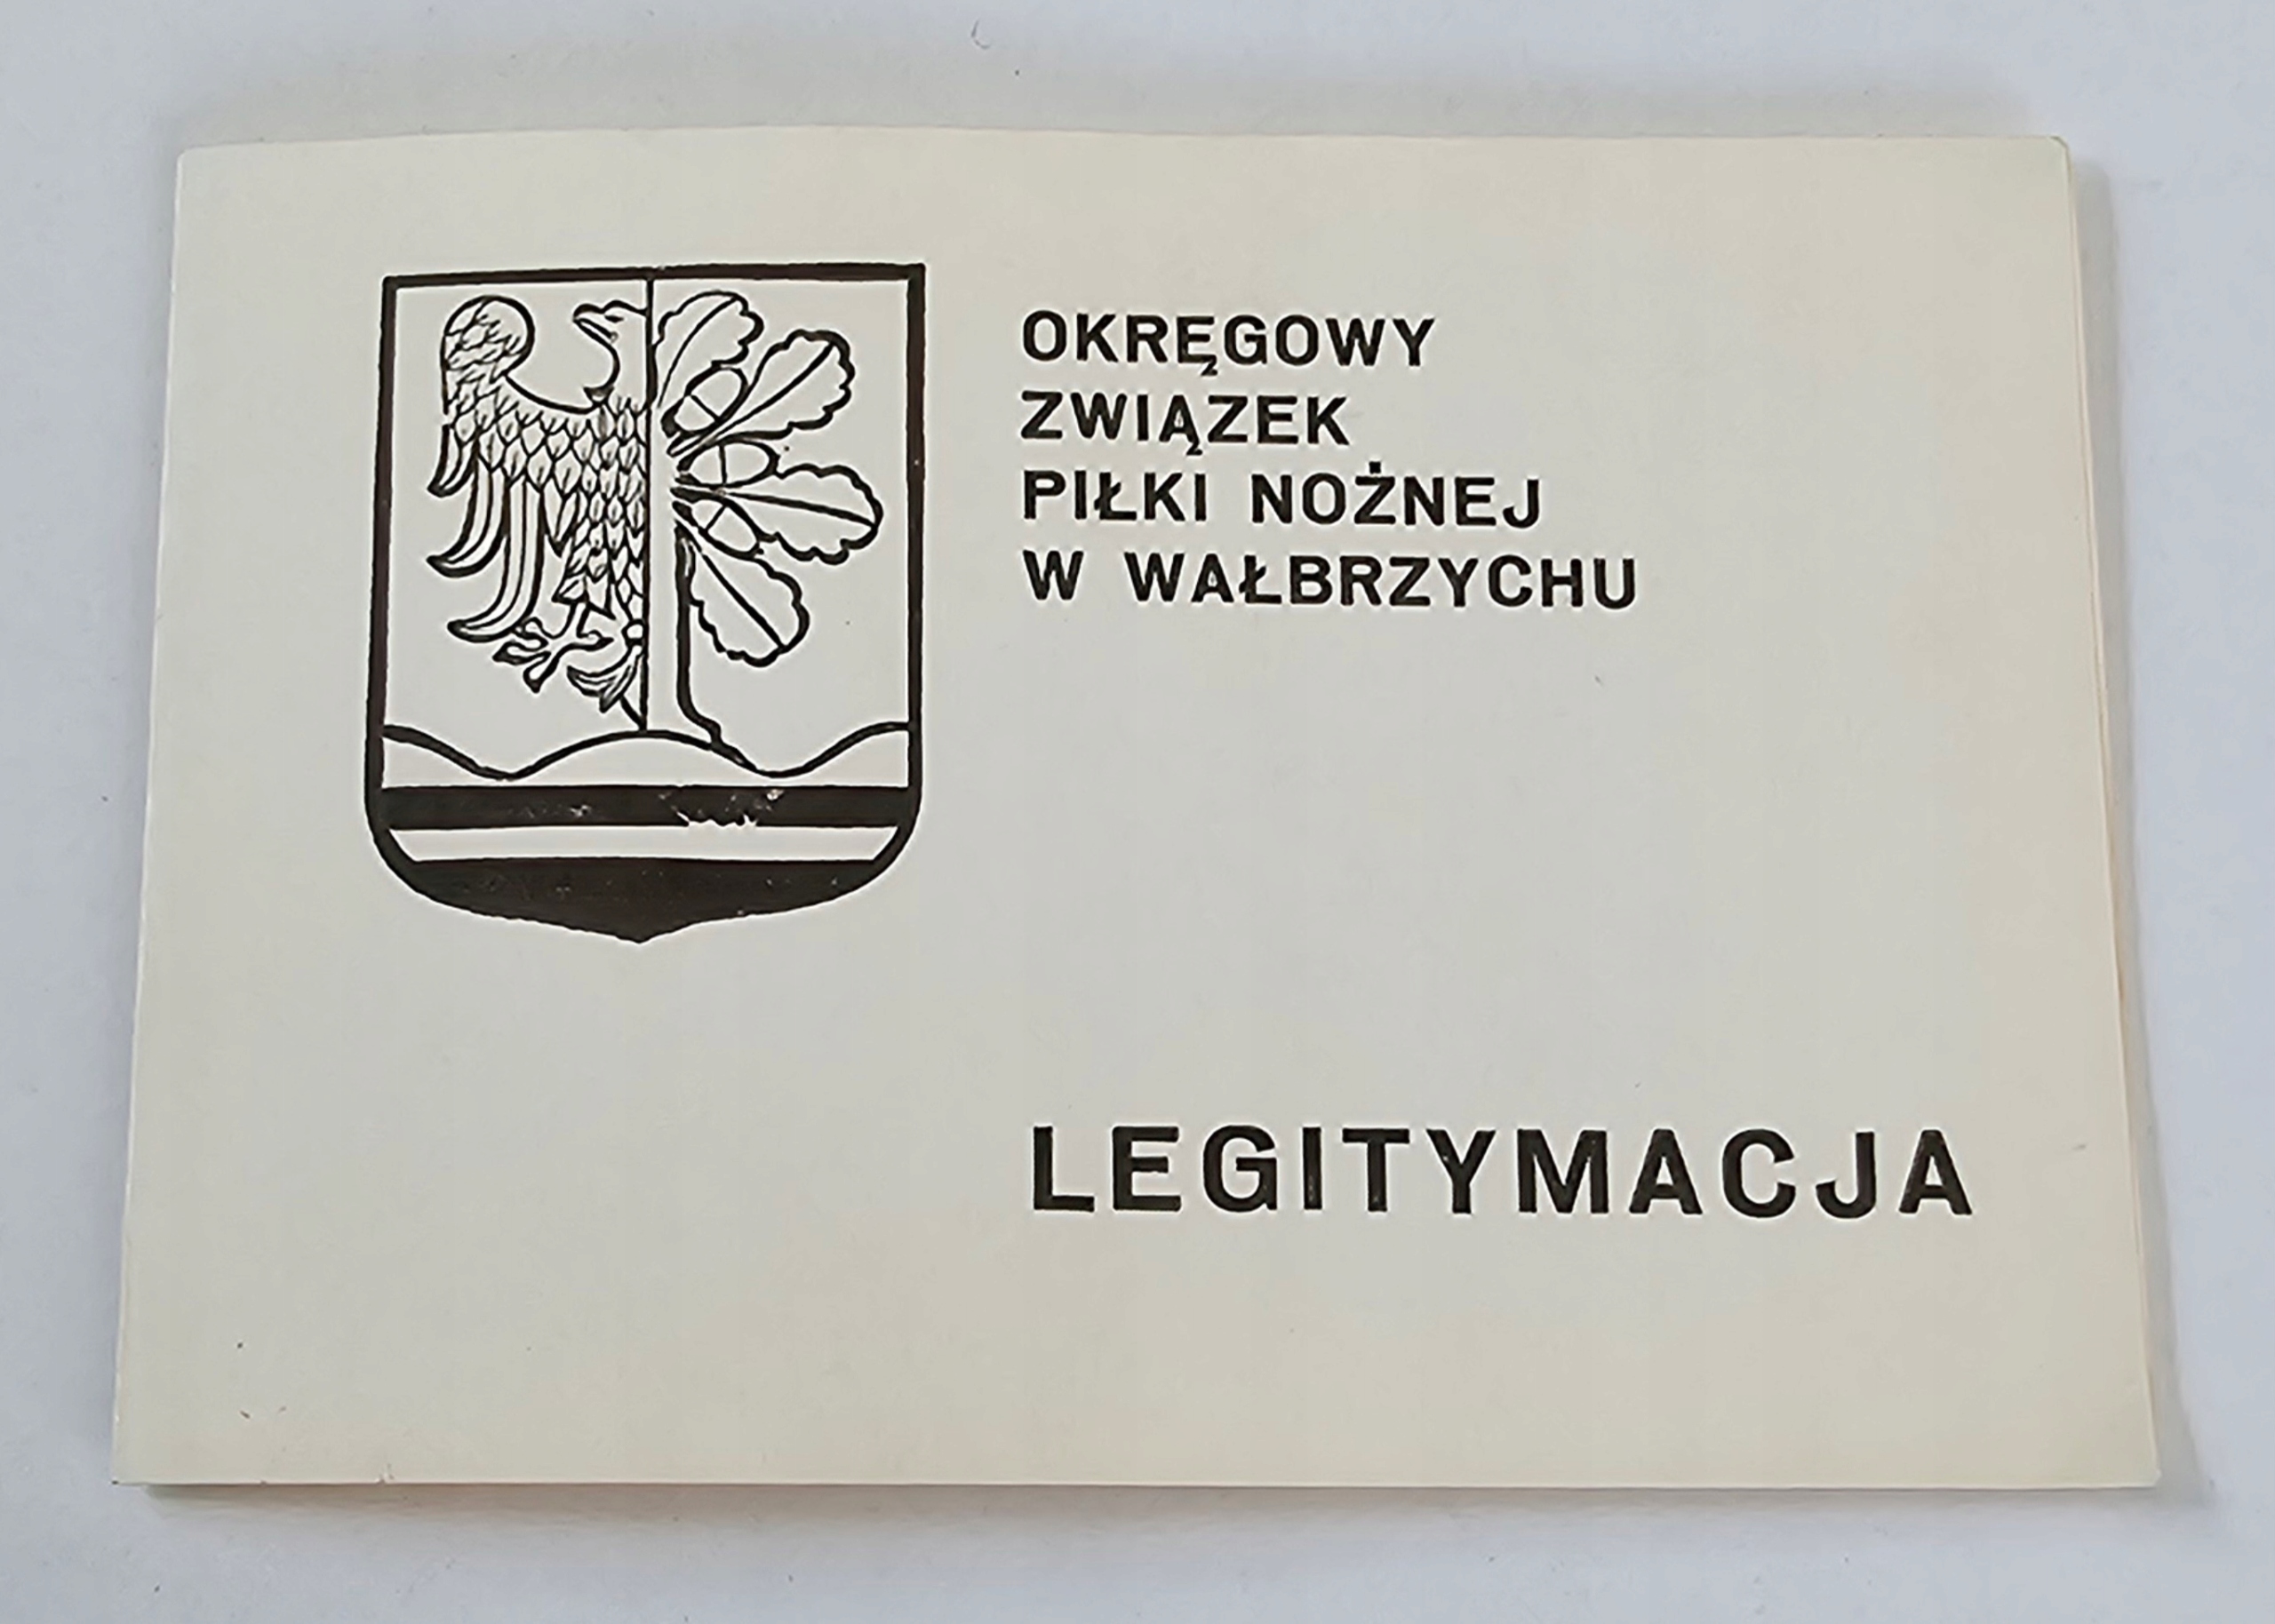 OKRĘGOWY
ZWIĄZEK
PIŁKI NOŻNEJ
W WAŁBRZYCHU
LEGITYMACJA